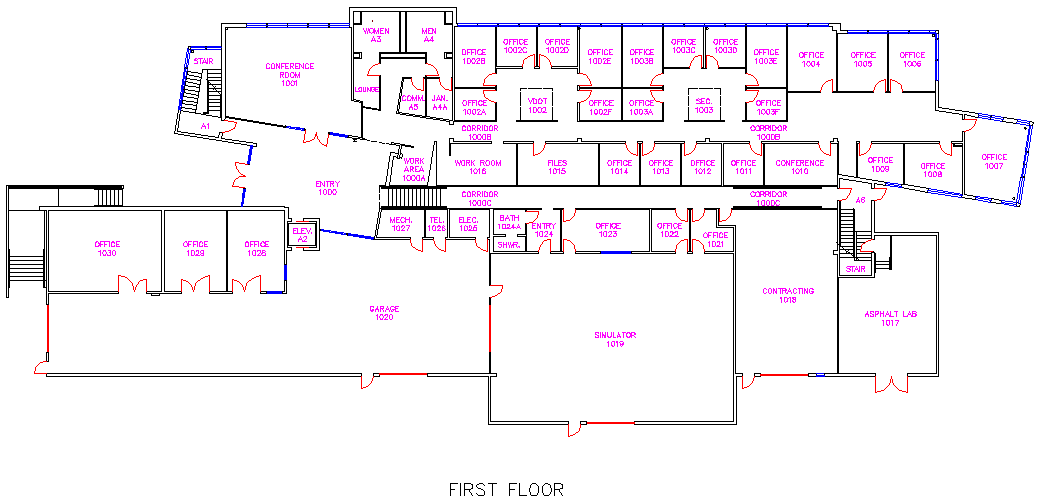 WOMEN
A3
MEN
A4
STAIR
CONFERENCE
ROOM
1001
LOUNGE
COMM.
A5
JAN.
A4A
A1
OFFICE
1002B
OFFICE
1002C
OFFICE
1002D
OFFICE
1002E
OFFICE
1003B
OFFICE
1003C
OFFICE
1003D
OFFICE
1003E
OFFICE
1004
OFFICE
1005
OFFICE
1006
OFFICE
1002A
VDOT
1002
OFFICE
1002F
OFFICE
1003A
SEC.
1003
OFFICE
1003F
CORRIDOR
1000B
CORRIDOR
1000B
WORK
AREA
1000A
WORK ROOM
1016
FILES
1015
OFFICE
1014
OFFICE
1013
OFFICE
1012
OFFICE
1011
CONFERENCE
1010
OFFICE
1009
OFFICE
1008
OFFICE
1007
ENTRY
1000
CORRIDOR
1000C
CORRIDOR
1000C
A6
OFFICE
1030
OFFICE
1029
OFFICE
1028
ELEV.
A2
MECH.
1027
TEL.
1026
ELEC.
1025
BATH
1024A
SHWR.
ENTRY
1024
OFFICE
1023
OFFICE
1022
OFFICE
1021
STAIR
GARAGE
1020
SIMULATOR
1019
CONTRACTING
1018
ASPHALT LAB
1017
FIRST FLOOR